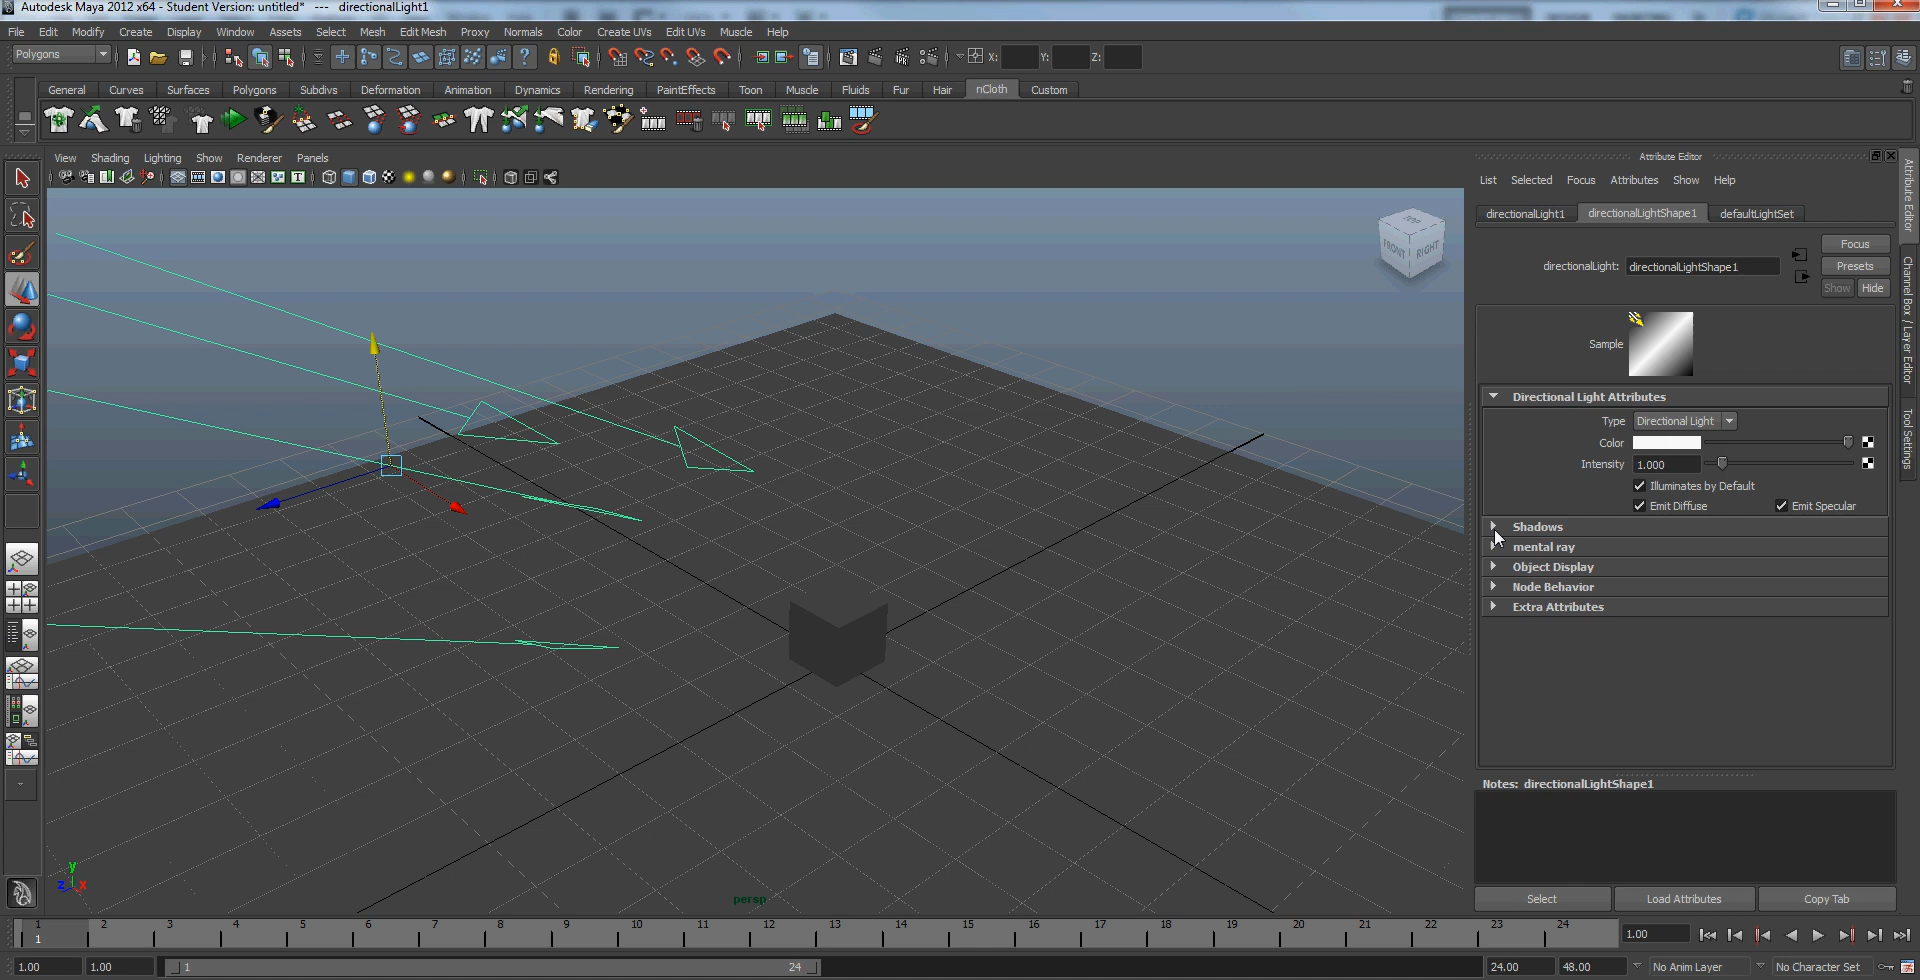 Autodesk Maya 2012 x64 - Student Version: untitled*   ---   directionalLight1
File Edit Modify Create Display Window Assets Select Mesh Edit Mesh Proxy Normals Color Create UVs Edit UVs Muscle Help
Polygons X: Y: Z:
General Curves Surfaces Polygons Subdivs Deformation Animation Dynamics Rendering PaintEffects Toon Muscle Fluids Fur Hair nCloth Custom
View Shading Lighting Show Renderer Panels
Attribute Editor
List Selected Focus Attributes Show Help
directionalLight1 directionalLightShape1 defaultLightSet
Focus
directionalLight: directionalLightShape1 Presets
Show Hide
Sample
Directional Light Attributes
Type Directional Light
Color
Intensity 1.000
Illuminates by Default
Emit Diffuse Emit Specular
Shadows
mental ray
Object Display
Node Behavior
Extra Attributes
Notes: directionalLightShape1
Select Load Attributes Copy Tab
Attribute Editor
Channel Box / Layer Editor
Tool Settings
TOP
FRONT RIGHT
y
z x
persp
1 2 3 4 5 6 7 8 9 10 11 12 13 14 15 16 17 18 19 20 21 22 23 24
1 1.00
1.00 1.00 1 24 24.00 48.00 No Anim Layer No Character Set